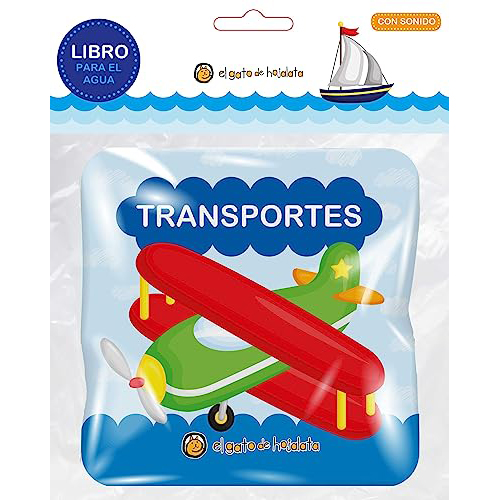 LIBRO
PARA EL
AGUA
CON SONIDO
el gato de hojalata
TRANSPORTES
el gato de hojalata